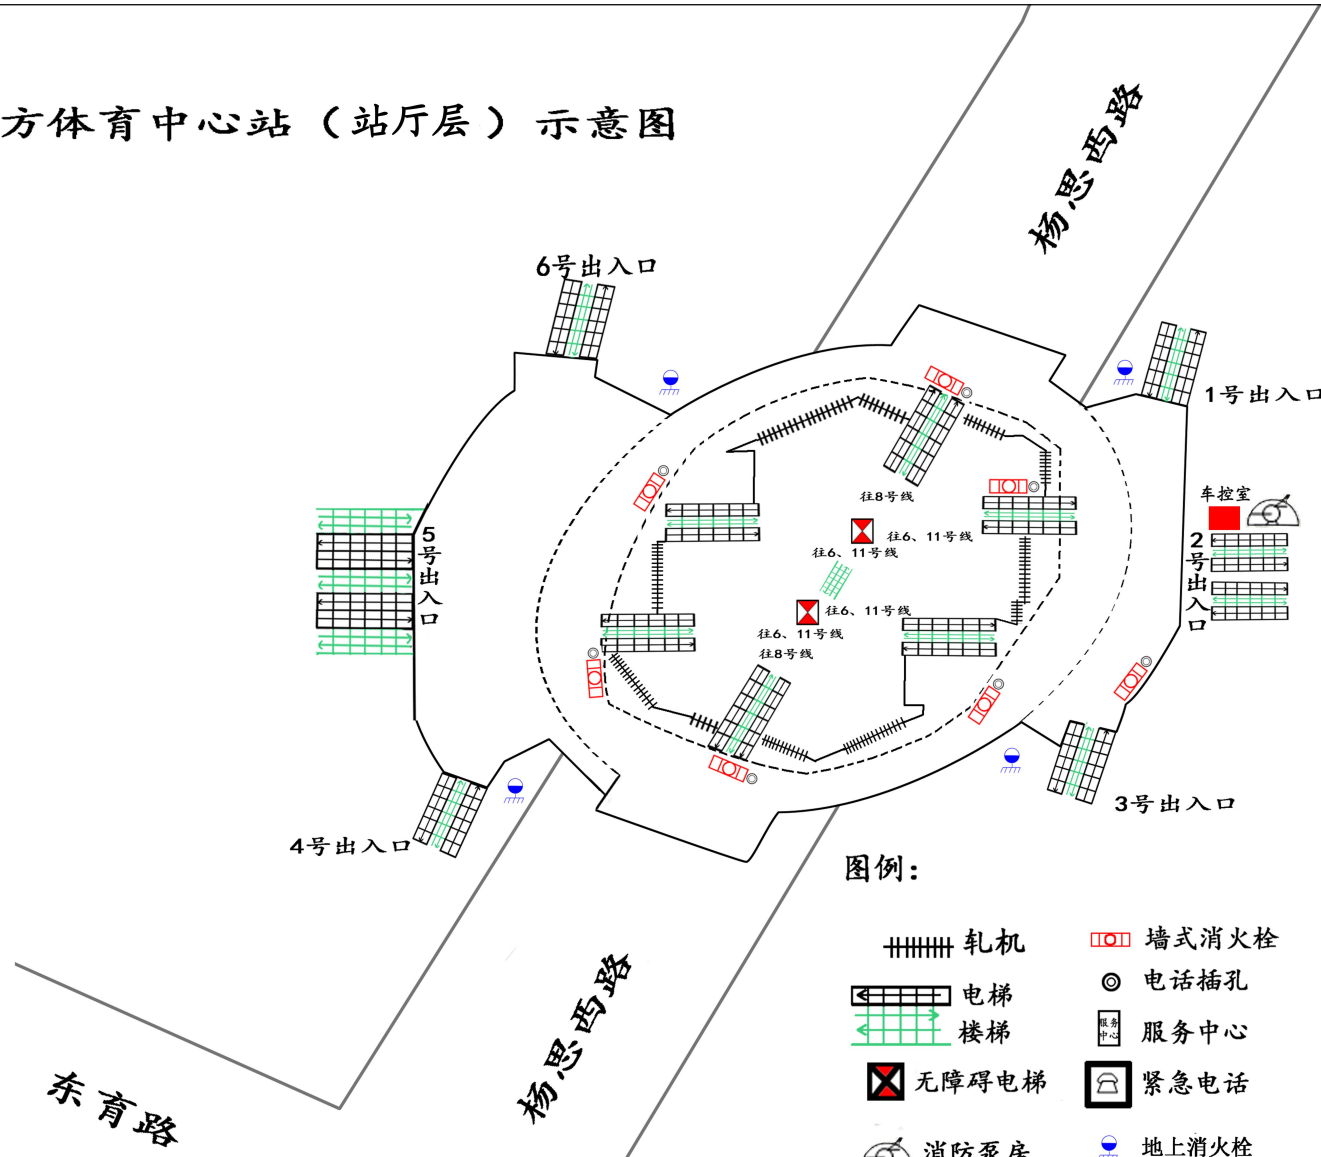 方体育中心站（站厅层）示意图
杨思西路
6号出入口
1号出入口
车控室
往8号线
往6、11号线
往6、11号线
5号出入口
2号出入口
往6、11号线
往6、11号线
往8号线
3号出入口
4号出入口
图例：
轧机
墙式消火栓
电梯
电话插孔
楼梯
服务中心
服务中心
无障碍电梯
紧急电话
消防泵房
地上消火栓
杨思西路
东育路